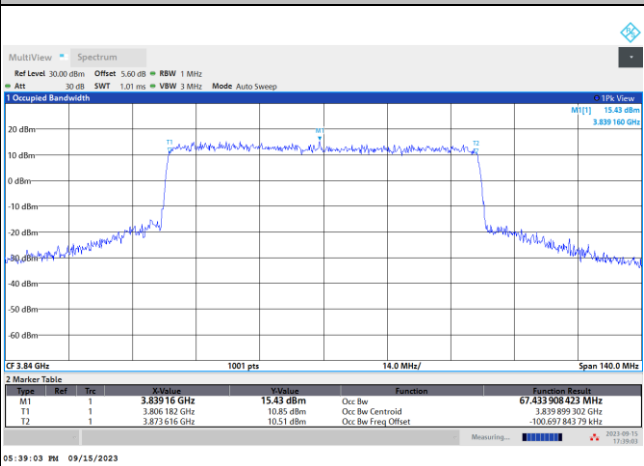 MultiView Spectrum
Ref Level 30.00 dBm Offset 5.60 dB RBW 1 MHz
Att 30 dB SWT 1.01 ms VBW 3 MHz Mode Auto Sweep
1 Occupied Bandwidth 1Pk View
M1[1] 15.43 dBm
3.839 160 GHz
20 dBm
T1 M1 T2
10 dBm
0 dBm
-10 dBm
-20 dBm
-30 dBm
-40 dBm
-50 dBm
-60 dBm
CF 3.84 GHz 1001 pts 14.0 MHz/ Span 140.0 MHz
2 Marker Table
Type Ref Trc X-Value Y-Value Function Function Result
M1 1 3.839 16 GHz 15.43 dBm Occ Bw 67.433 908 423 MHz
T1 1 3.806 182 GHz 10.85 dBm Occ Bw Centroid 3.839 899 302 GHz
T2 1 3.873 616 GHz 10.51 dBm Occ Bw Freq Offset -100.697 843 79 kHz
Measuring... 2023-09-15
17:39:03
05:39:03 PM 09/15/2023